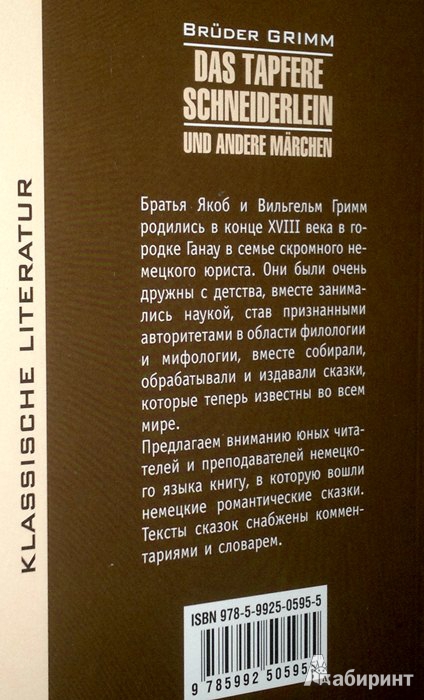 BRÜDER GRIMM
DAS TAPFERE
SCHNEIDERLEIN
UND ANDERE MÄRCHEN
Братья Якоб и Вильгельм Гримм
родились в конце XVIII века в го-
родке Ганау в семье скромного не-
мецкого юриста. Они были очень
дружны с детства, вместе занима-
лись наукой, став признанными
авторитетами в области филологии
и мифологии, вместе собирали,
обрабатывали и издавали сказки,
которые теперь известны во всем
мире.
Предлагаем вниманию юных чита-
телей и преподавателей немецко-
го языка книгу, в которую вошли
немецкие романтические сказки.
Тексты сказок снабжены коммен-
тариями и словарем.
KLASSISCHE LITERATUR
ISBN 978-5-9925-0595-5
9 785992 50595
Лабиринт